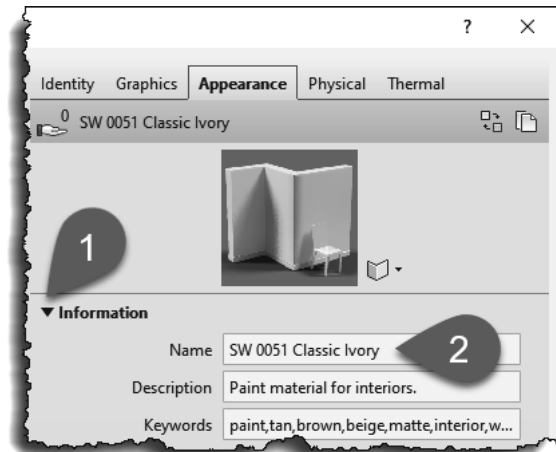 ? ×
Identity Graphics Appearance Physical Thermal
0 SW 0051 Classic Ivory
1
Information
Name SW 0051 Classic Ivory 2
Description Paint material for interiors.
Keywords paint,tan,brown,beige,matte,interior,w...